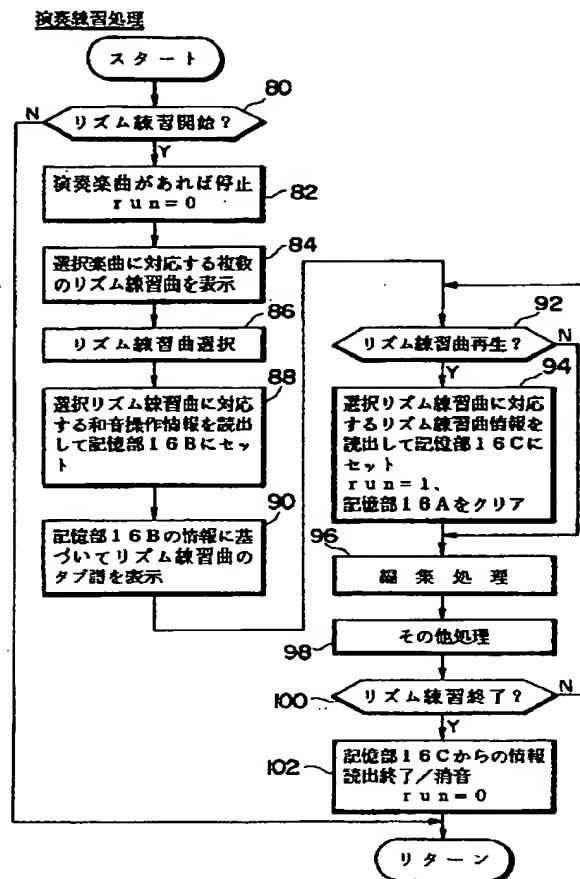 演奏練習処理
スタート
80
リズム練習開始？
N
Y
演奏楽曲があれば停止
run=0
82
84
選択楽曲に対応する複数
のリズム練習曲を表示
86
リズム練習曲選択
88
選択リズム練習曲に対応
する和音操作情報を読出
して記憶部16Bにセッ
ト
90
記憶部16Bの情報に基
づいてリズム練習曲の
タブ譜を表示
92
リズム練習曲再生？
N
Y
94
選択リズム練習曲に対応
するリズム練習曲情報を
読出して記憶部16Cに
セット
run=1、
記憶部16Aをクリア
96
編集処理
その他処理
98
100
リズム練習終了？
N
Y
102
記憶部16Cからの情報
読出終了/消音
run=0
リターン